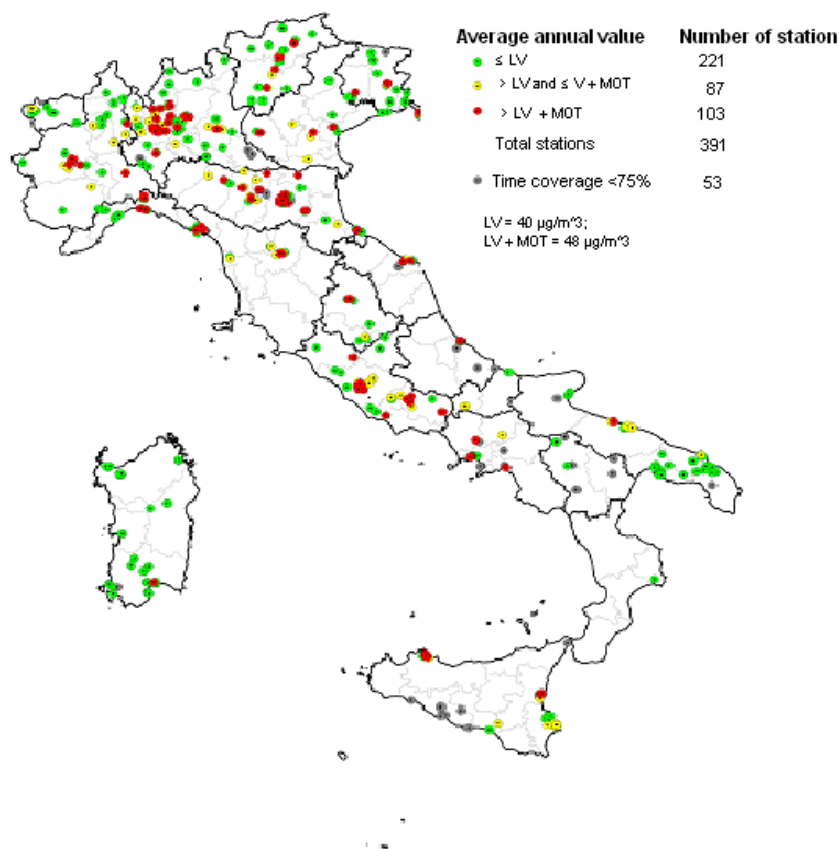 Average annual value Number of station
≤ LV 221
> LV and ≤ V + MOT 87
> LV + MOT 103
Total stations 391
Time coverage <75% 53
LV = 40 µg/m^3;
LV + MOT = 48 µg/m^3